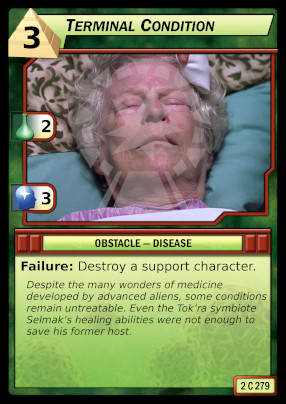 3
TERMINAL CONDITION
2
3
OBSTACLE — DISEASE
Failure: Destroy a support character.
Despite the many wonders of medicine
developed by advanced aliens, some conditions
remain untreatable. Even the Tok'ra symbiote
Selmak's healing abilities were not enough to
save his former host.
2 C 279